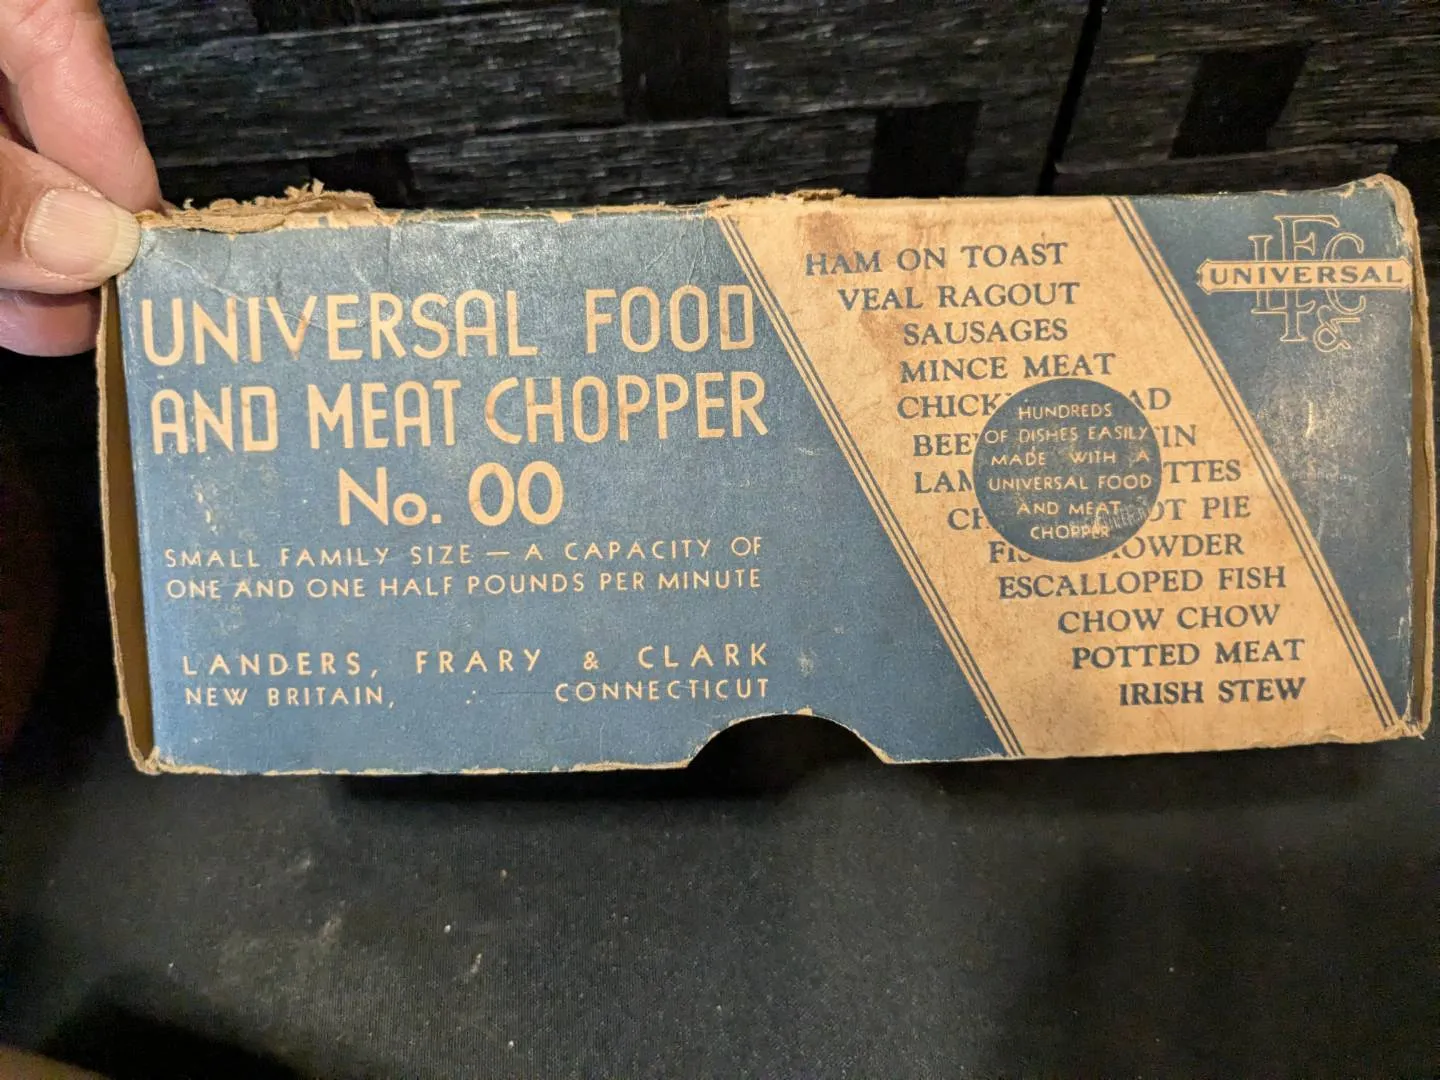 UNIVERSAL FOOD
AND MEAT CHOPPER
No. 00
SMALL FAMILY SIZE — A CAPACITY OF
ONE AND ONE HALF POUNDS PER MINUTE
LANDERS, FRARY & CLARK
NEW BRITAIN, CONNECTICUT
HAM ON TOAST
VEAL RAGOUT
SAUSAGES
MINCE MEAT
ESCALLOPED FISH
CHOW CHOW
POTTED MEAT
IRISH STEW
HUNDREDS
OF DISHES EASILY
MADE WITH A
UNIVERSAL FOOD
AND MEAT
CHOPPER
PIE
LF&C
UNIVERSAL